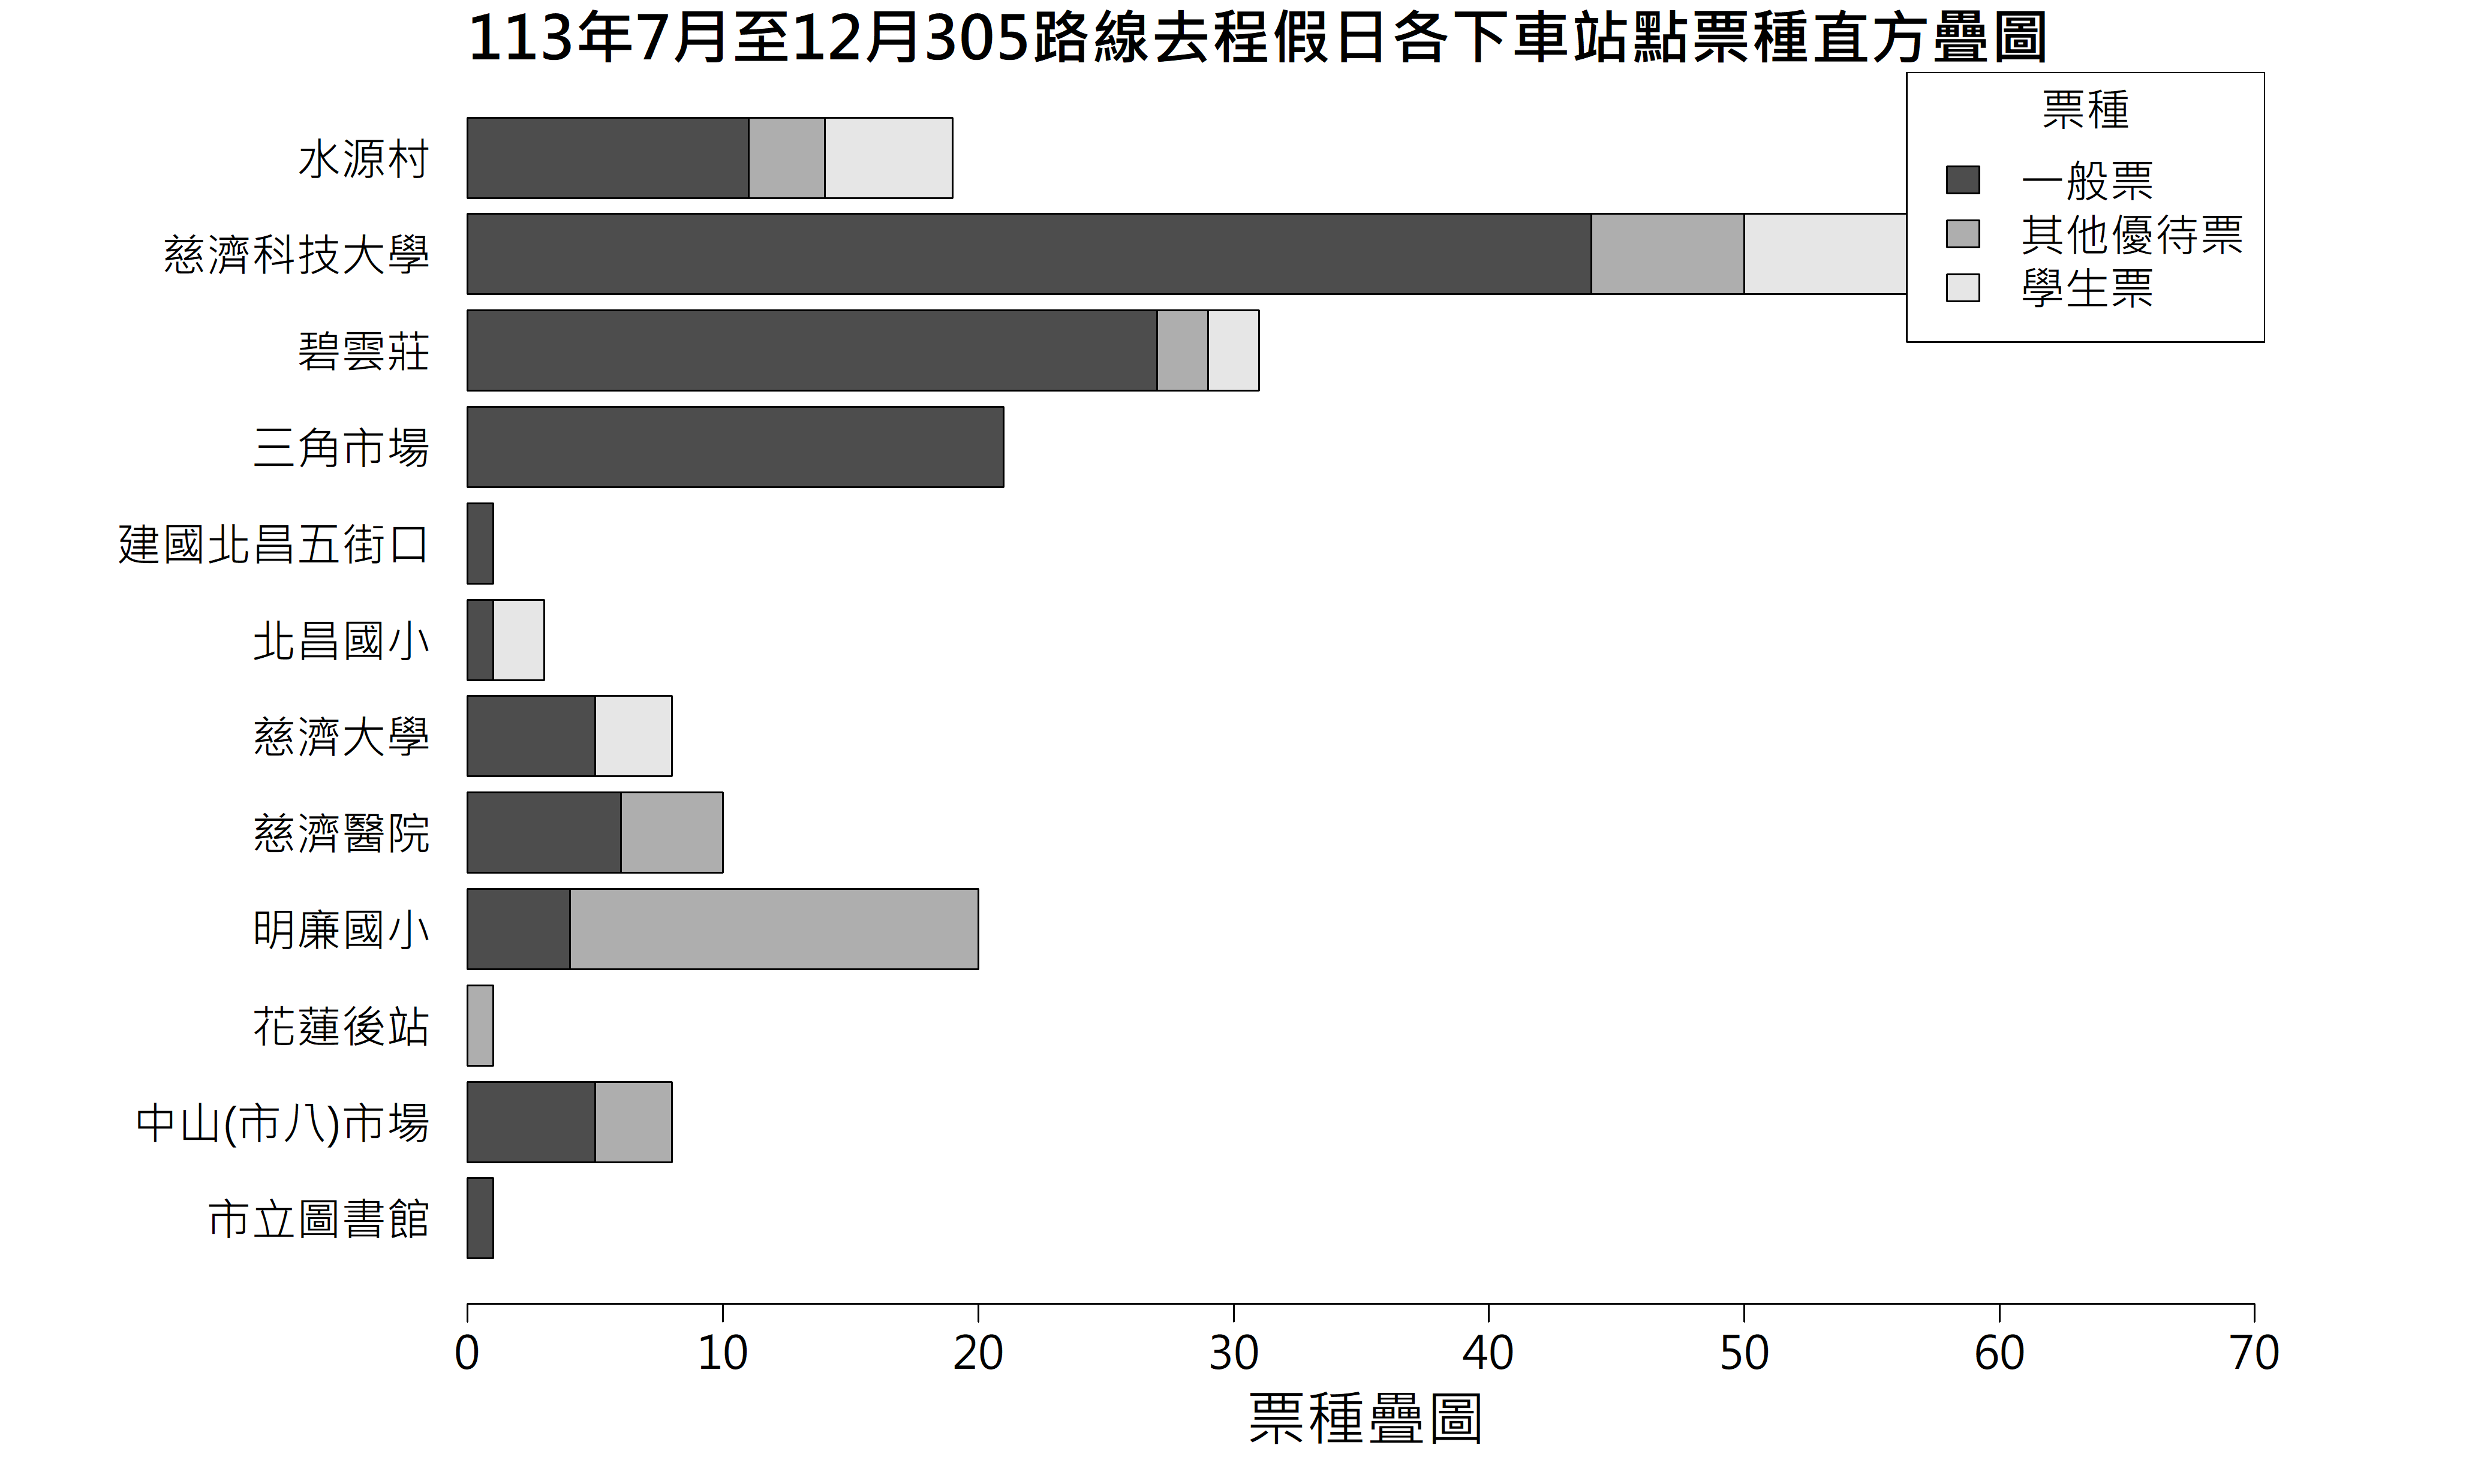 113年7月至12月305路線去程假日各下車站點票種直方疊圖
票種
一般票
其他優待票
學生票
水源村
慈濟科技大學
碧雲莊
三角市場
建國北昌五街口
北昌國小
慈濟大學
慈濟醫院
明廉國小
花蓮後站
中山(市八)市場
市立圖書館
0 10 20 30 40 50 60 70
票種疊圖